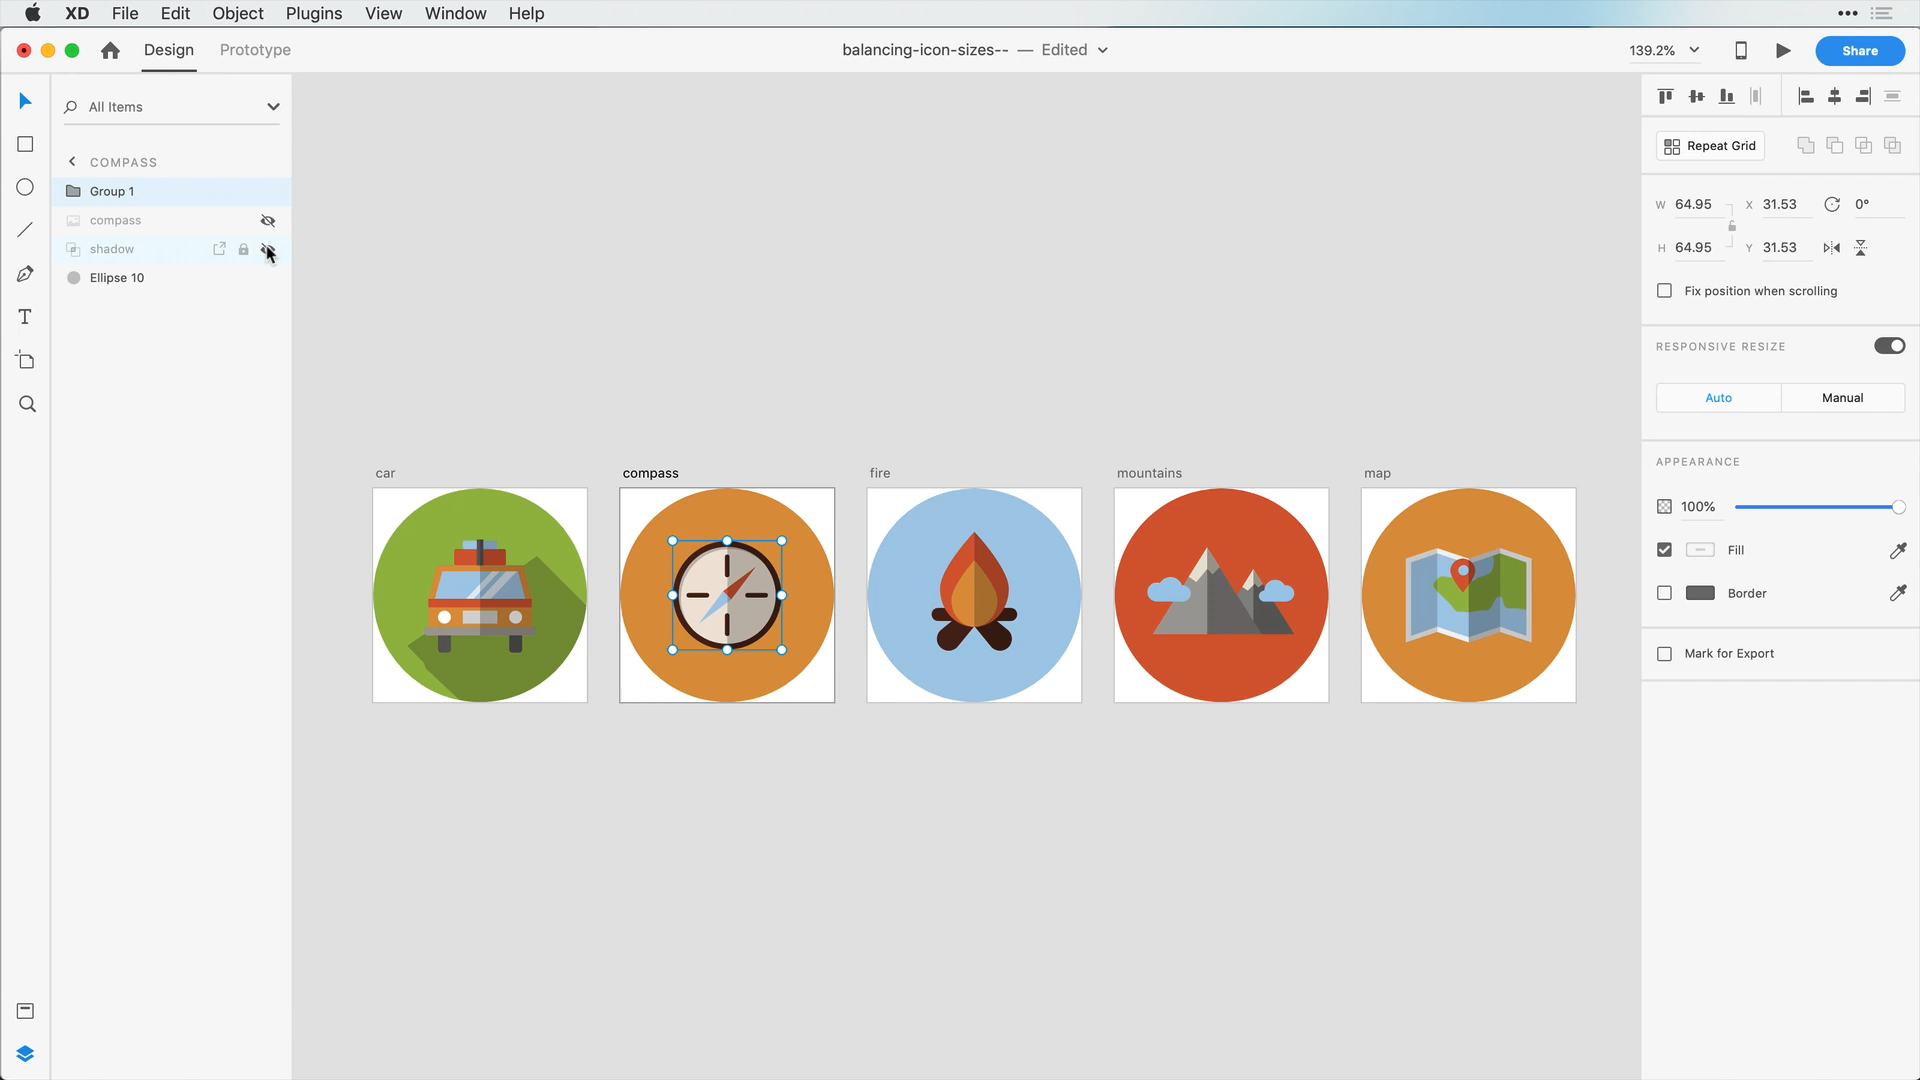 XD File Edit Object Plugins View Window Help
Design Prototype
balancing-icon-sizes-- — Edited
139.2%
Share
All Items
COMPASS
Group 1
compass
shadow
Ellipse 10
car
compass
fire
mountains
map
Repeat Grid
W 64.95 X 31.53 0°
H 64.95 Y 31.53
Fix position when scrolling
RESPONSIVE RESIZE
Auto Manual
APPEARANCE
100%
Fill
Border
Mark for Export